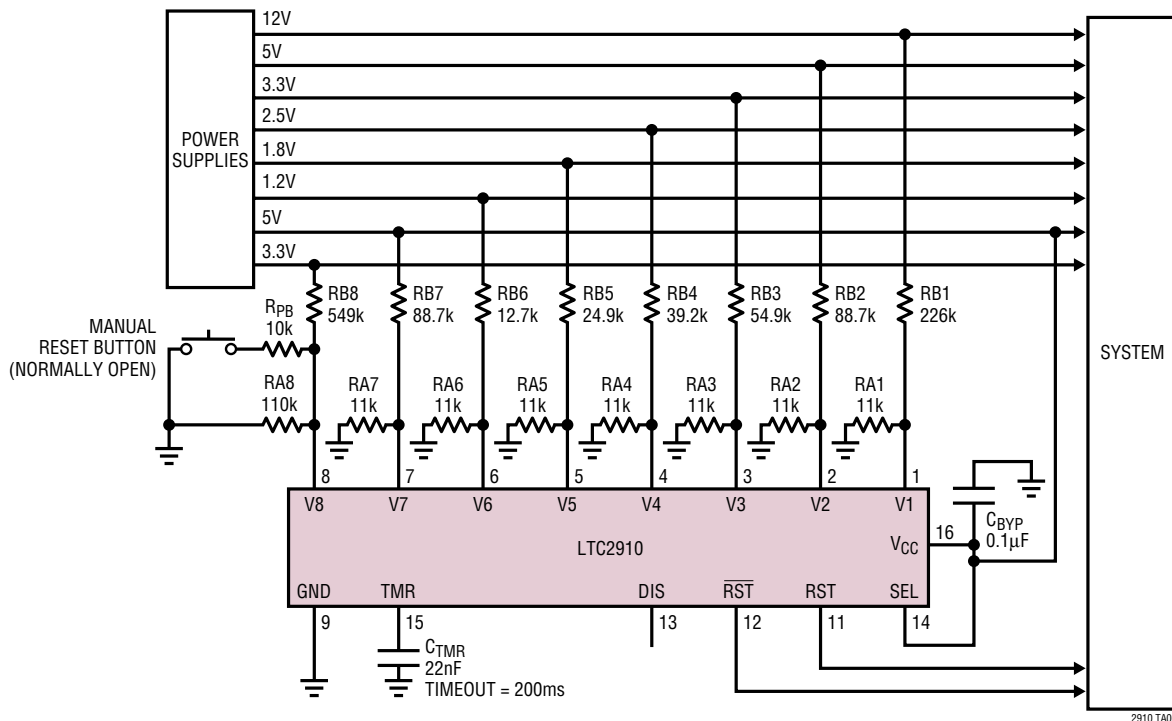 12V
5V
3.3V
2.5V
1.8V
1.2V
5V
3.3V
POWER
SUPPLIES
SYSTEM
MANUAL
RESET BUTTON
(NORMALLY OPEN)
RPB
10k
RB8
549k
RB7
88.7k
RB6
12.7k
RB5
24.9k
RB4
39.2k
RB3
54.9k
RB2
88.7k
RB1
226k
RA8
110k
RA7
11k
RA6
11k
RA5
11k
RA4
11k
RA3
11k
RA2
11k
RA1
11k
8 7 6 5 4 3 2 1
V8 V7 V6 V5 V4 V3 V2 V1
CBYP
0.1µF
16
VCC
LTC2910
GND TMR DIS RST RST SEL
9 15 13 12 11 14
CTMR
22nF
TIMEOUT = 200ms